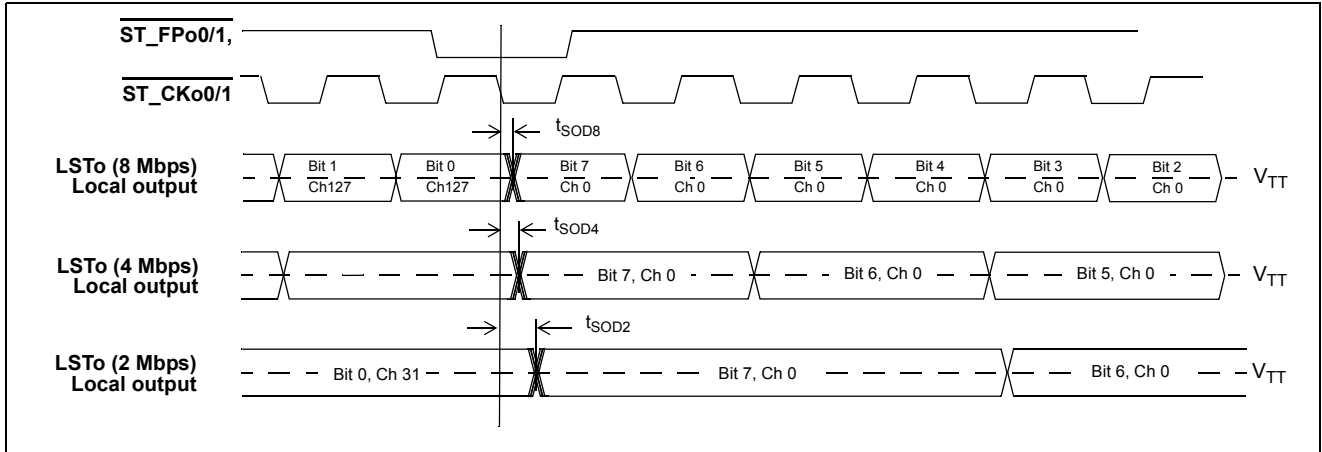 ST_FPo0/1,
ST_CKo0/1
tSOD8
LSTo (8 Mbps)
Local output
Bit 1
Ch127
Bit 0
Ch127
Bit 7
Ch 0
Bit 6
Ch 0
Bit 5
Ch 0
Bit 4
Ch 0
Bit 3
Ch 0
Bit 2
Ch 0
VTT
tSOD4
LSTo (4 Mbps)
Local output
Bit 7, Ch 0
Bit 6, Ch 0
Bit 5, Ch 0
VTT
tSOD2
LSTo (2 Mbps)
Local output
Bit 0, Ch 31
Bit 7, Ch 0
Bit 6, Ch 0
VTT